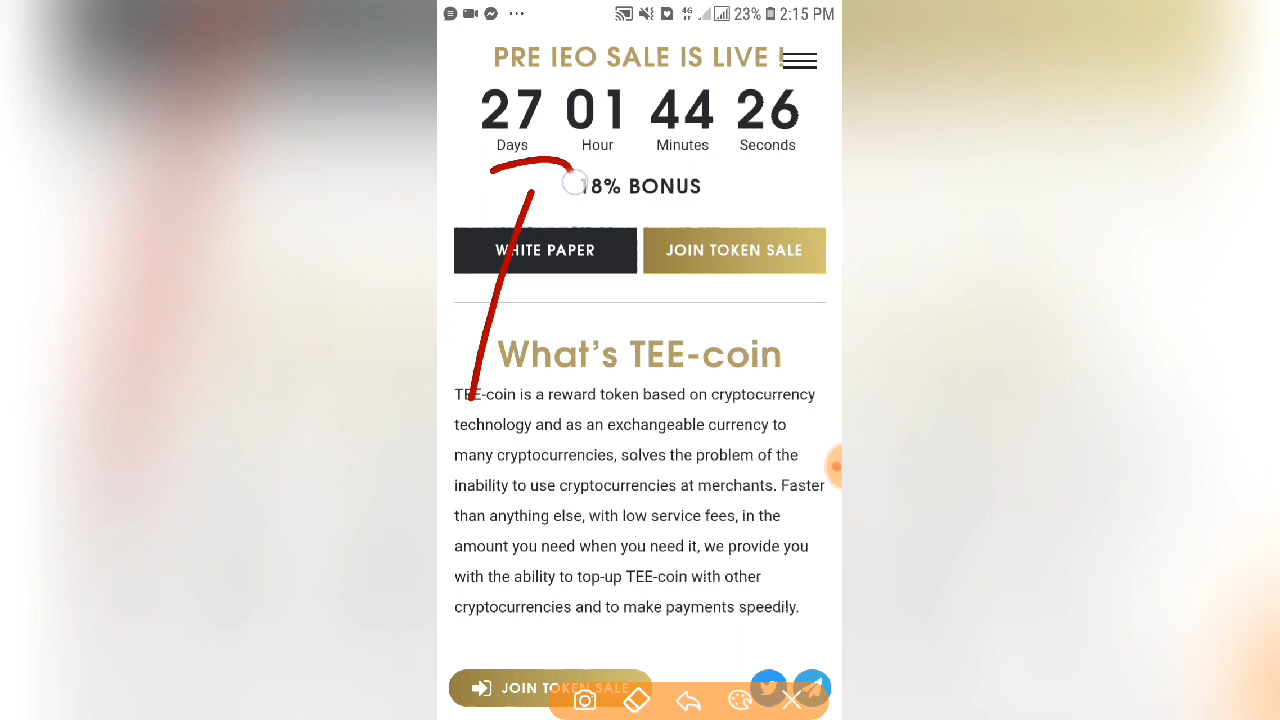 4G 23% 2:15 PM
PRE IEO SALE IS LIVE !
27 01 44 26
Days Hour Minutes Seconds
18% BONUS
WHITE PAPER JOIN TOKEN SALE
What's TEE-coin
TEE-coin is a reward token based on cryptocurrency
technology and as an exchangeable currency to
many cryptocurrencies, solves the problem of the
inability to use cryptocurrencies at merchants. Faster
than anything else, with low service fees, in the
amount you need when you need it, we provide you
with the ability to top-up TEE-coin with other
cryptocurrencies and to make payments speedily.
JOIN TOKEN SALE